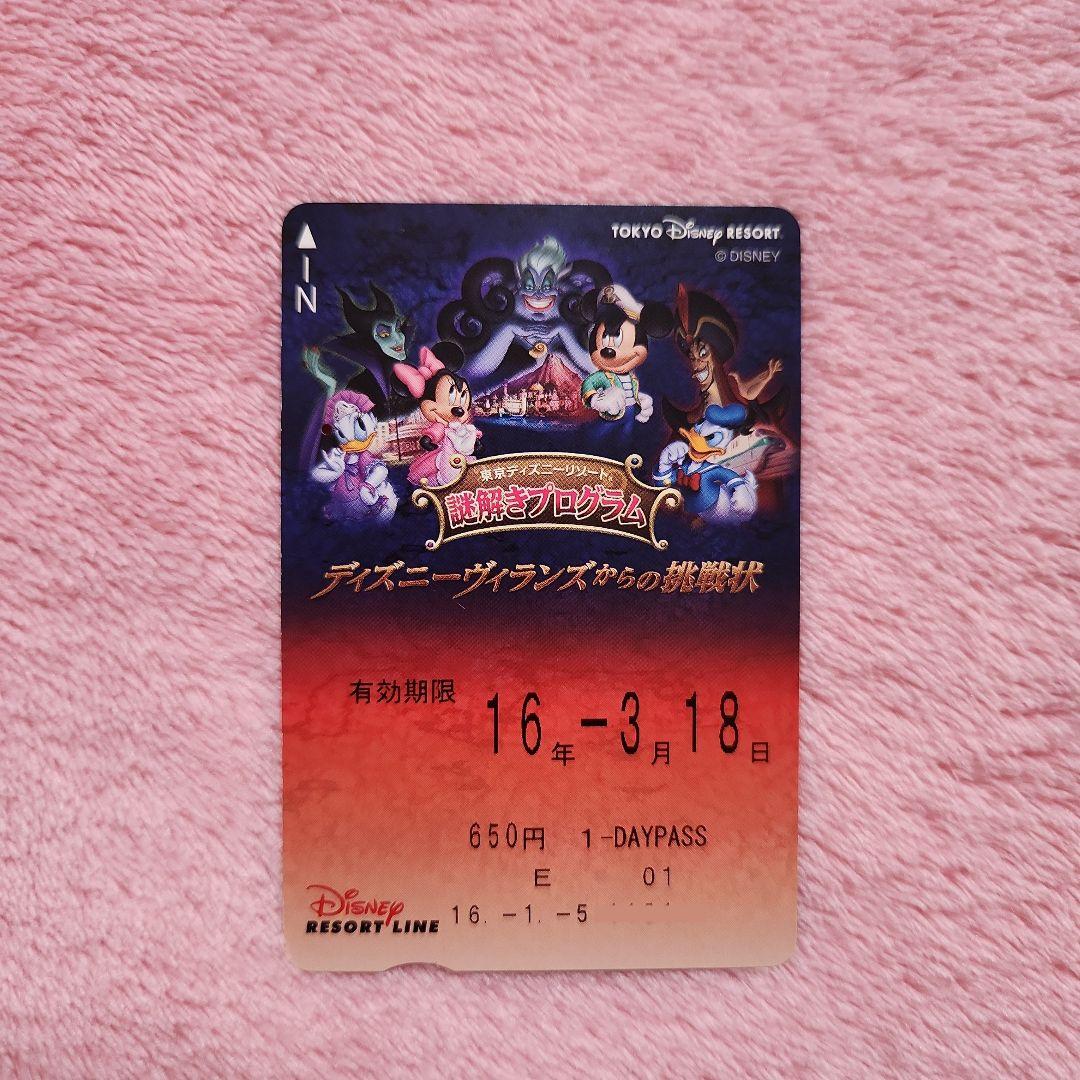 IN
TOKYO Disney RESORT
© DISNEY
東京ディズニーリゾート
謎解きプログラム
ディズニーヴィランズからの挑戦状
有効期限 16年-3月18日
650円 1-DAYPASS
E 01
16.-1.-5
Disney
RESORT LINE